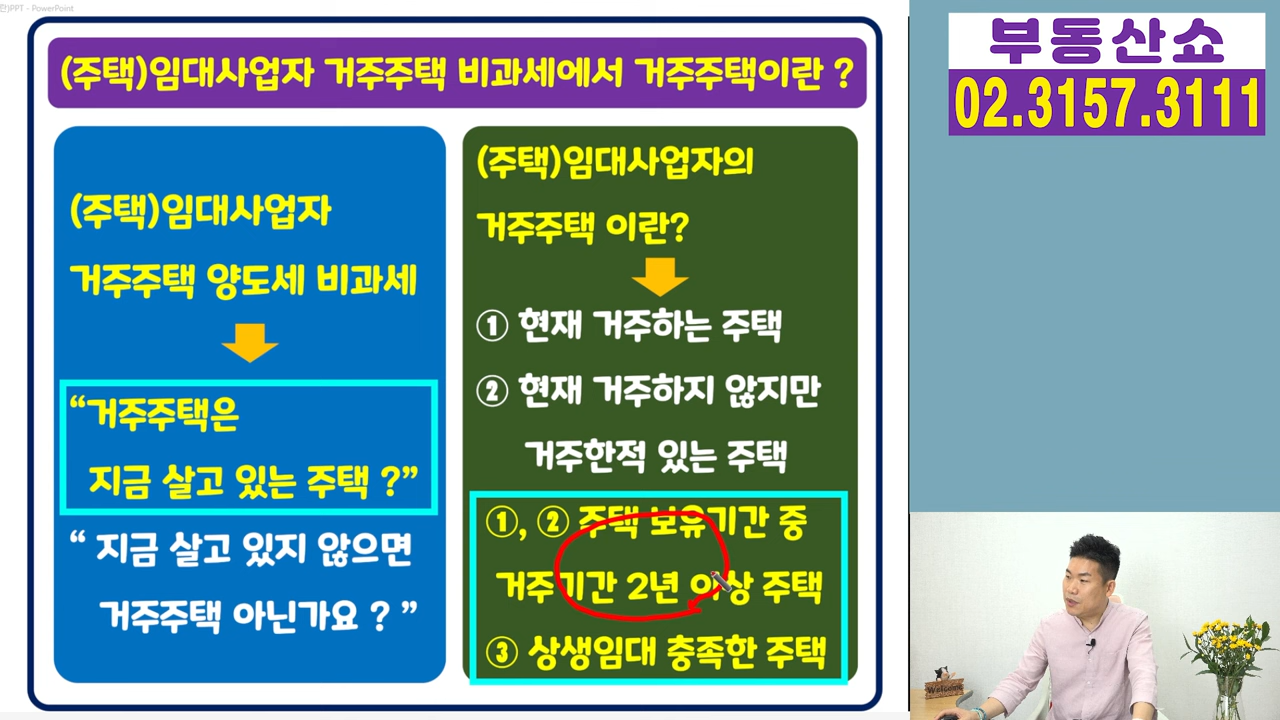 란)PPT - PowerPoint
(주택)임대사업자 거주주택 비과세에서 거주주택이란 ?
(주택)임대사업자
거주주택 양도세 비과세
“거주주택은
지금 살고 있는 주택 ?”
“ 지금 살고 있지 않으면
거주주택 아닌가요 ? ”
(주택)임대사업자의
거주주택 이란?
① 현재 거주하는 주택
② 현재 거주하지 않지만
거주한적 있는 주택
①, ② 주택 보유기간 중
거주기간 2년 이상 주택
③ 상생임대 충족한 주택
부동산쇼
02.3157.3111
Welcome